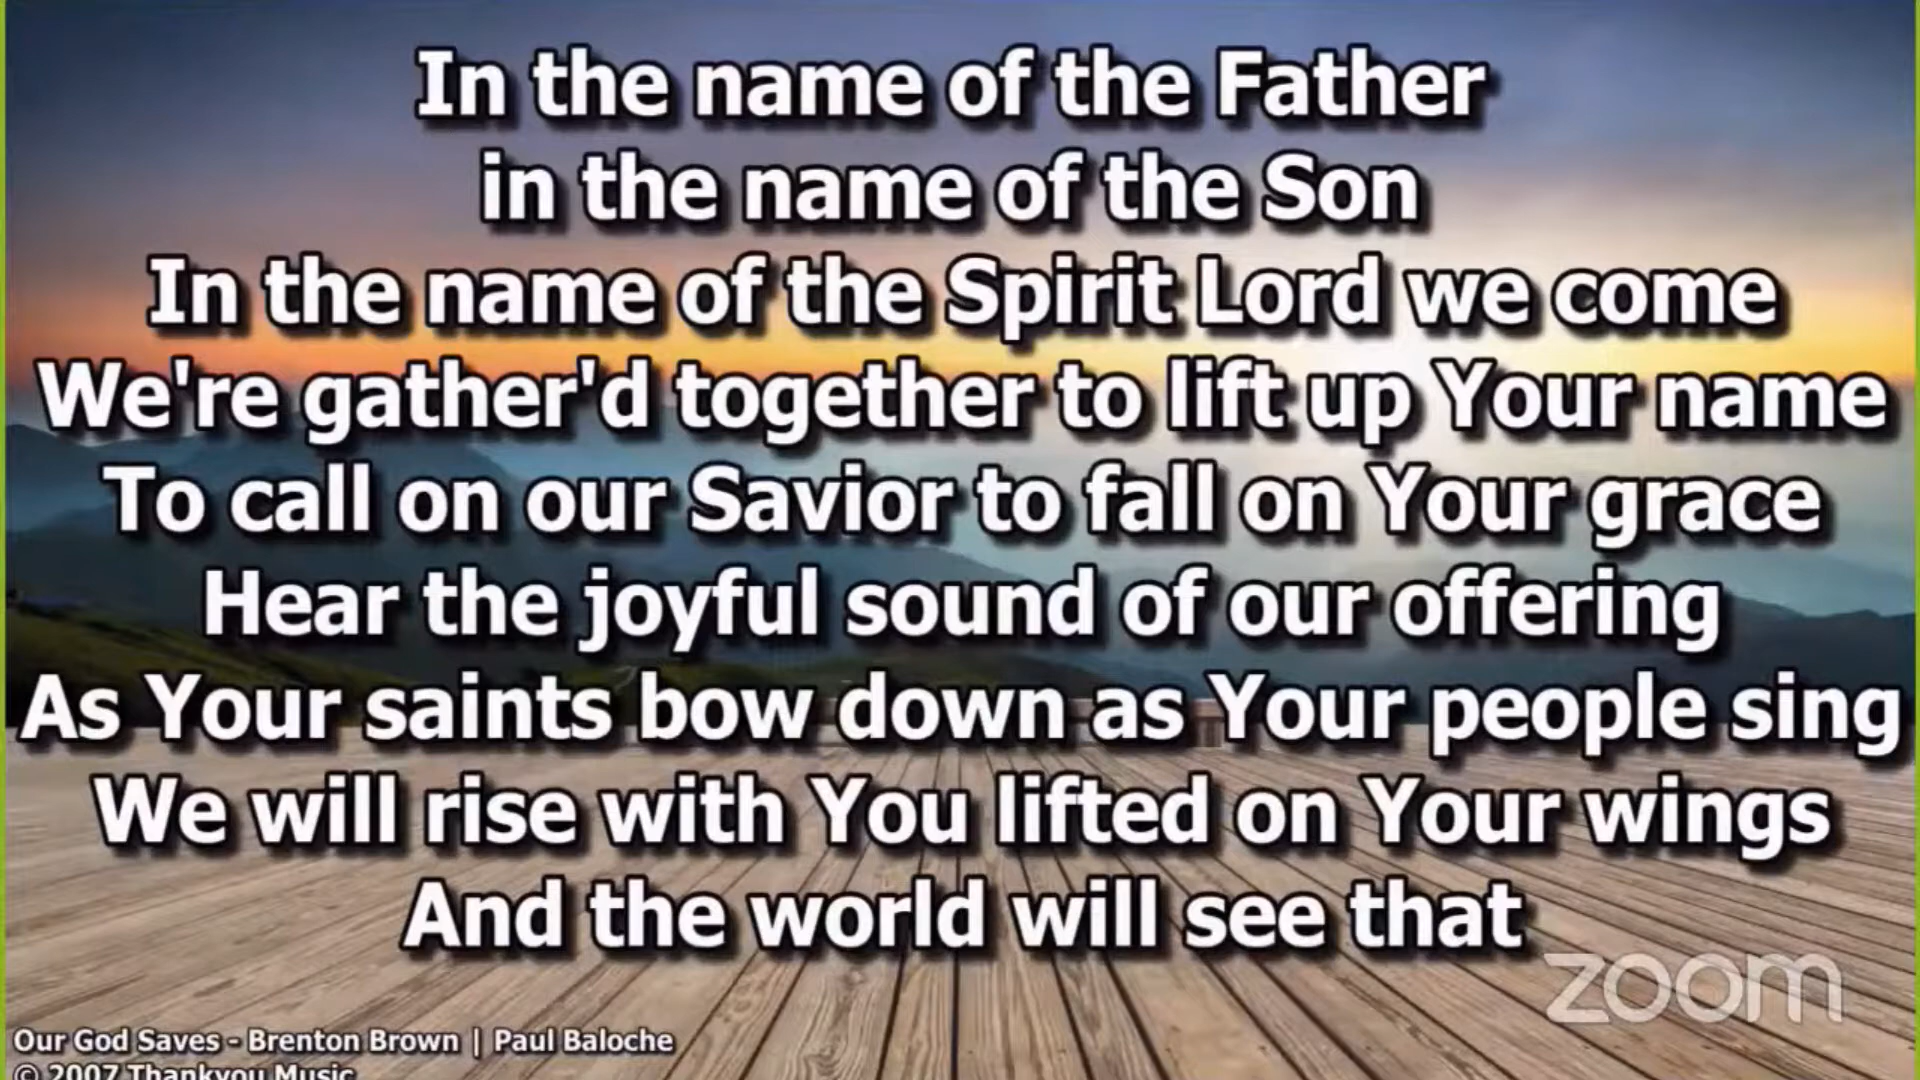 In the name of the Father
in the name of the Son
In the name of the Spirit Lord we come
We're gather'd together to lift up Your name
To call on our Savior to fall on Your grace
Hear the joyful sound of our offering
As Your saints bow down as Your people sing
We will rise with You lifted on Your wings
And the world will see that
zoom
Our God Saves - Brenton Brown | Paul Baloche
© 2007 Thankyou Music